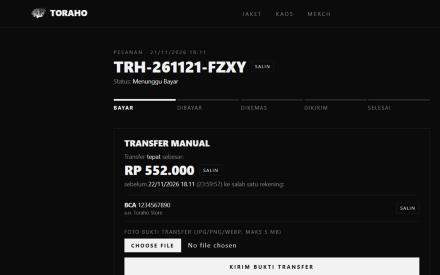 TORAHO
JAKET KAOS MERCH
PESANAN · 21/11/2026 18.11
TRH-261121-FZXY SALIN
Status: Menunggu Bayar
BAYAR DIBAYAR DIKEMAS DIKIRIM SELESAI
TRANSFER MANUAL
Transfer tepat sebesar:
RP 552.000 SALIN
sebelum 22/11/2026 18.11 (23:59:57) ke salah satu rekening:
BCA 1234567890 SALIN
a.n. Toraho Store
FOTO BUKTI TRANSFER (JPG/PNG/WEBP, MAKS 5 MB)
CHOOSE FILE No file chosen
KIRIM BUKTI TRANSFER